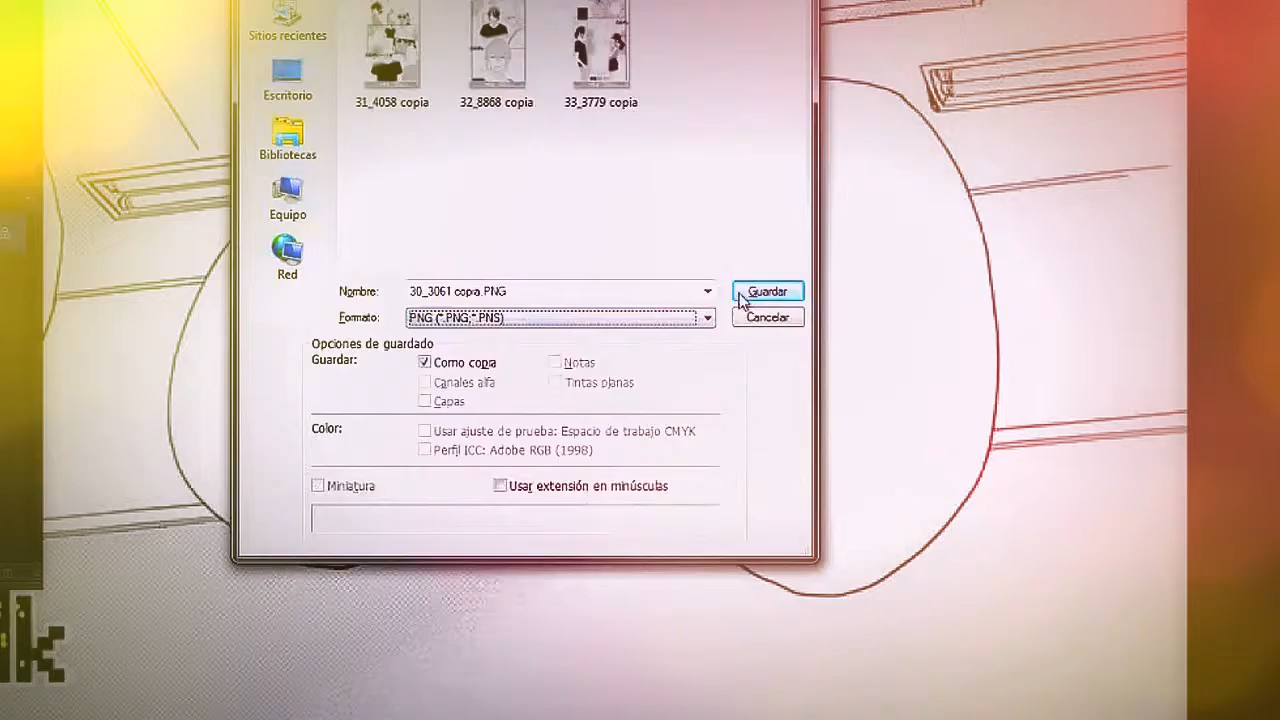 Sitios recientes
31_4058 copia
32_8868 copia
33_3779 copia
Escritorio
Bibliotecas
Equipo
Red
Nombre: 30_3061 copia.PNG Guardar
Formato: PNG (*.PNG;*.PNS) Cancelar
Opciones de guardado
Guardar: Como copia Notas
Canales alfa Tintas planas
Capas
Color: Usar ajuste de prueba: Espacio de trabajo CMYK
Perfil ICC: Adobe RGB (1998)
Miniatura Usar extensión en minúsculas
lk